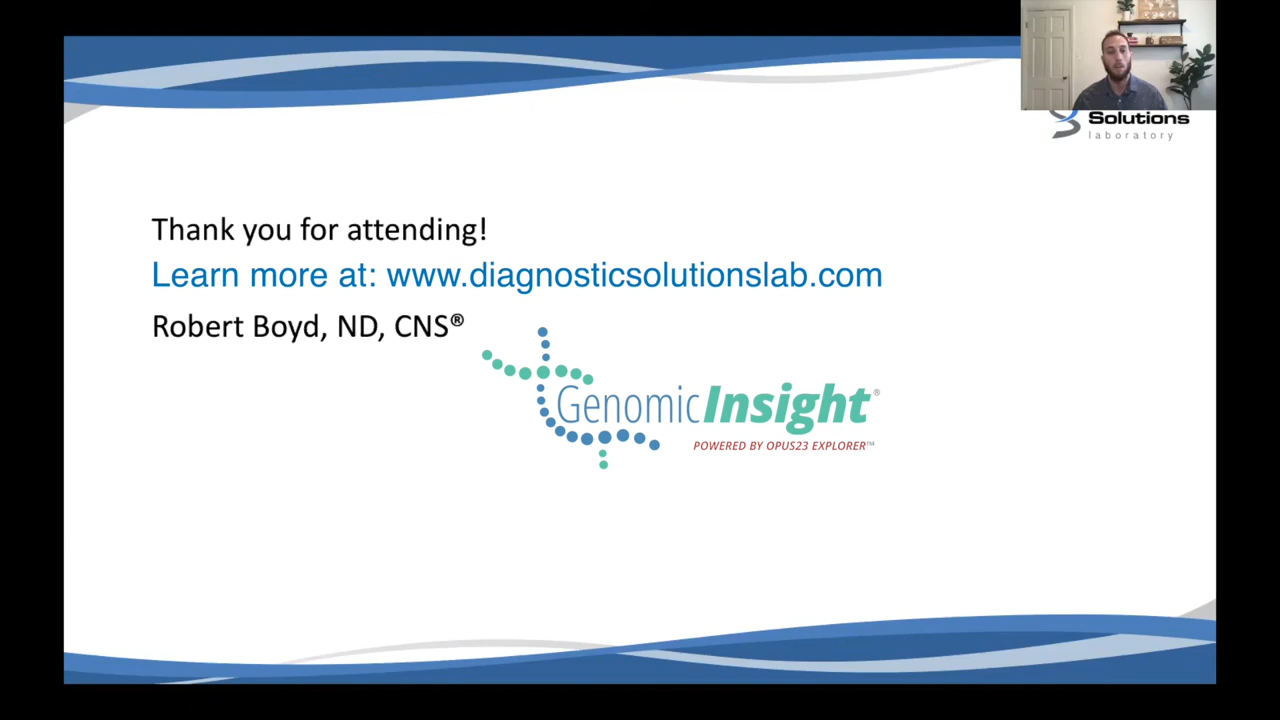 Solutions
laboratory
Thank you for attending!
Learn more at: www.diagnosticsolutionslab.com
Robert Boyd, ND, CNS®
GenomicInsight®
POWERED BY OPUS23 EXPLORER™